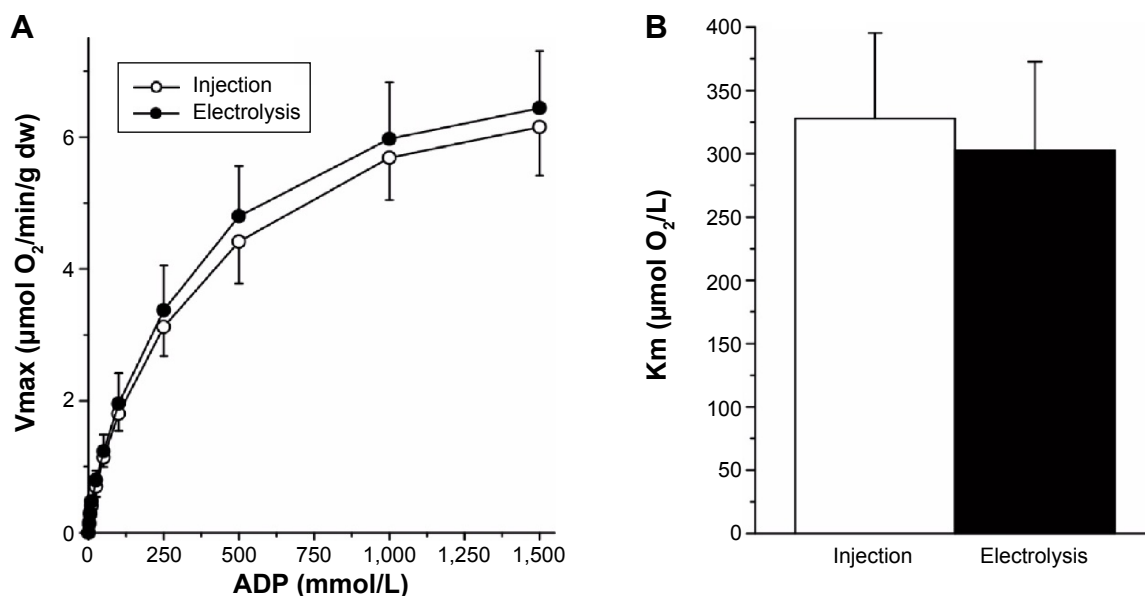 A
Vmax (µmol O₂/min/g dw)
6
4
2
0
Injection
Electrolysis
0 250 500 750 1,000 1,250 1,500
ADP (mmol/L)
B
Km (µmol O₂/L)
400
350
300
250
200
150
100
50
0
Injection Electrolysis